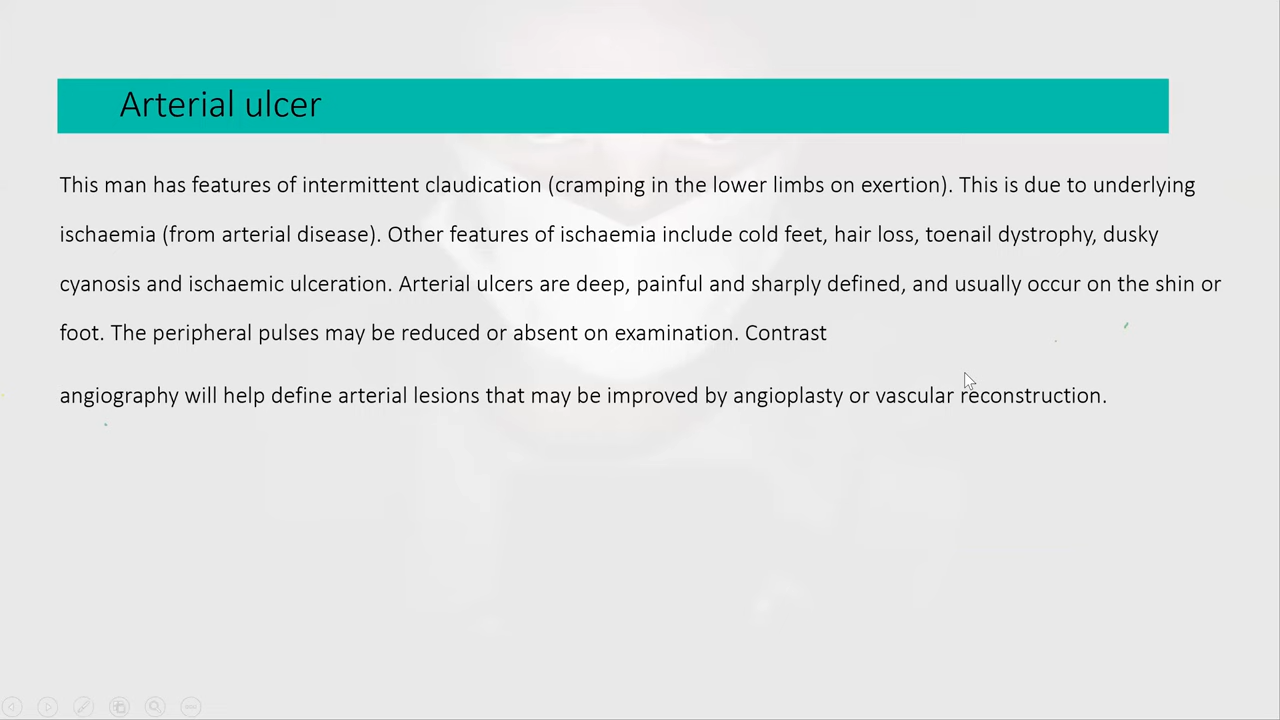 Arterial ulcer
This man has features of intermittent claudication (cramping in the lower limbs on exertion). This is due to underlying
ischaemia (from arterial disease). Other features of ischaemia include cold feet, hair loss, toenail dystrophy, dusky
cyanosis and ischaemic ulceration. Arterial ulcers are deep, painful and sharply defined, and usually occur on the shin or
foot. The peripheral pulses may be reduced or absent on examination. Contrast
angiography will help define arterial lesions that may be improved by angioplasty or vascular reconstruction.